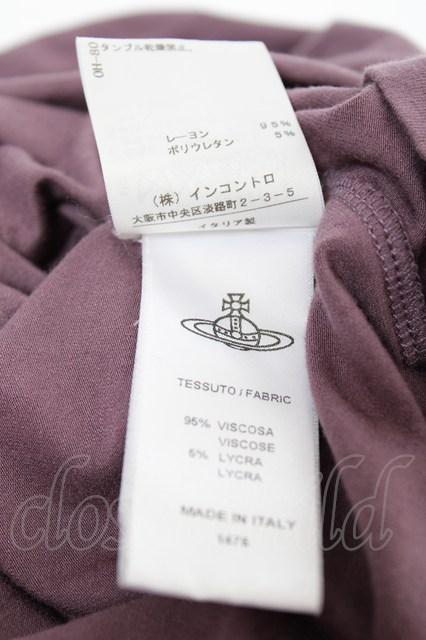 OH-80
タンブル乾燥禁止。
レーヨン 95%
ポリウレタン 5%
(株) インコントロ
大阪市中央区淡路町2-3-5
イタリア製
TESSUTO / FABRIC
95% VISCOSA
VISCOSE
5% LYCRA
LYCRA
MADE IN ITALY